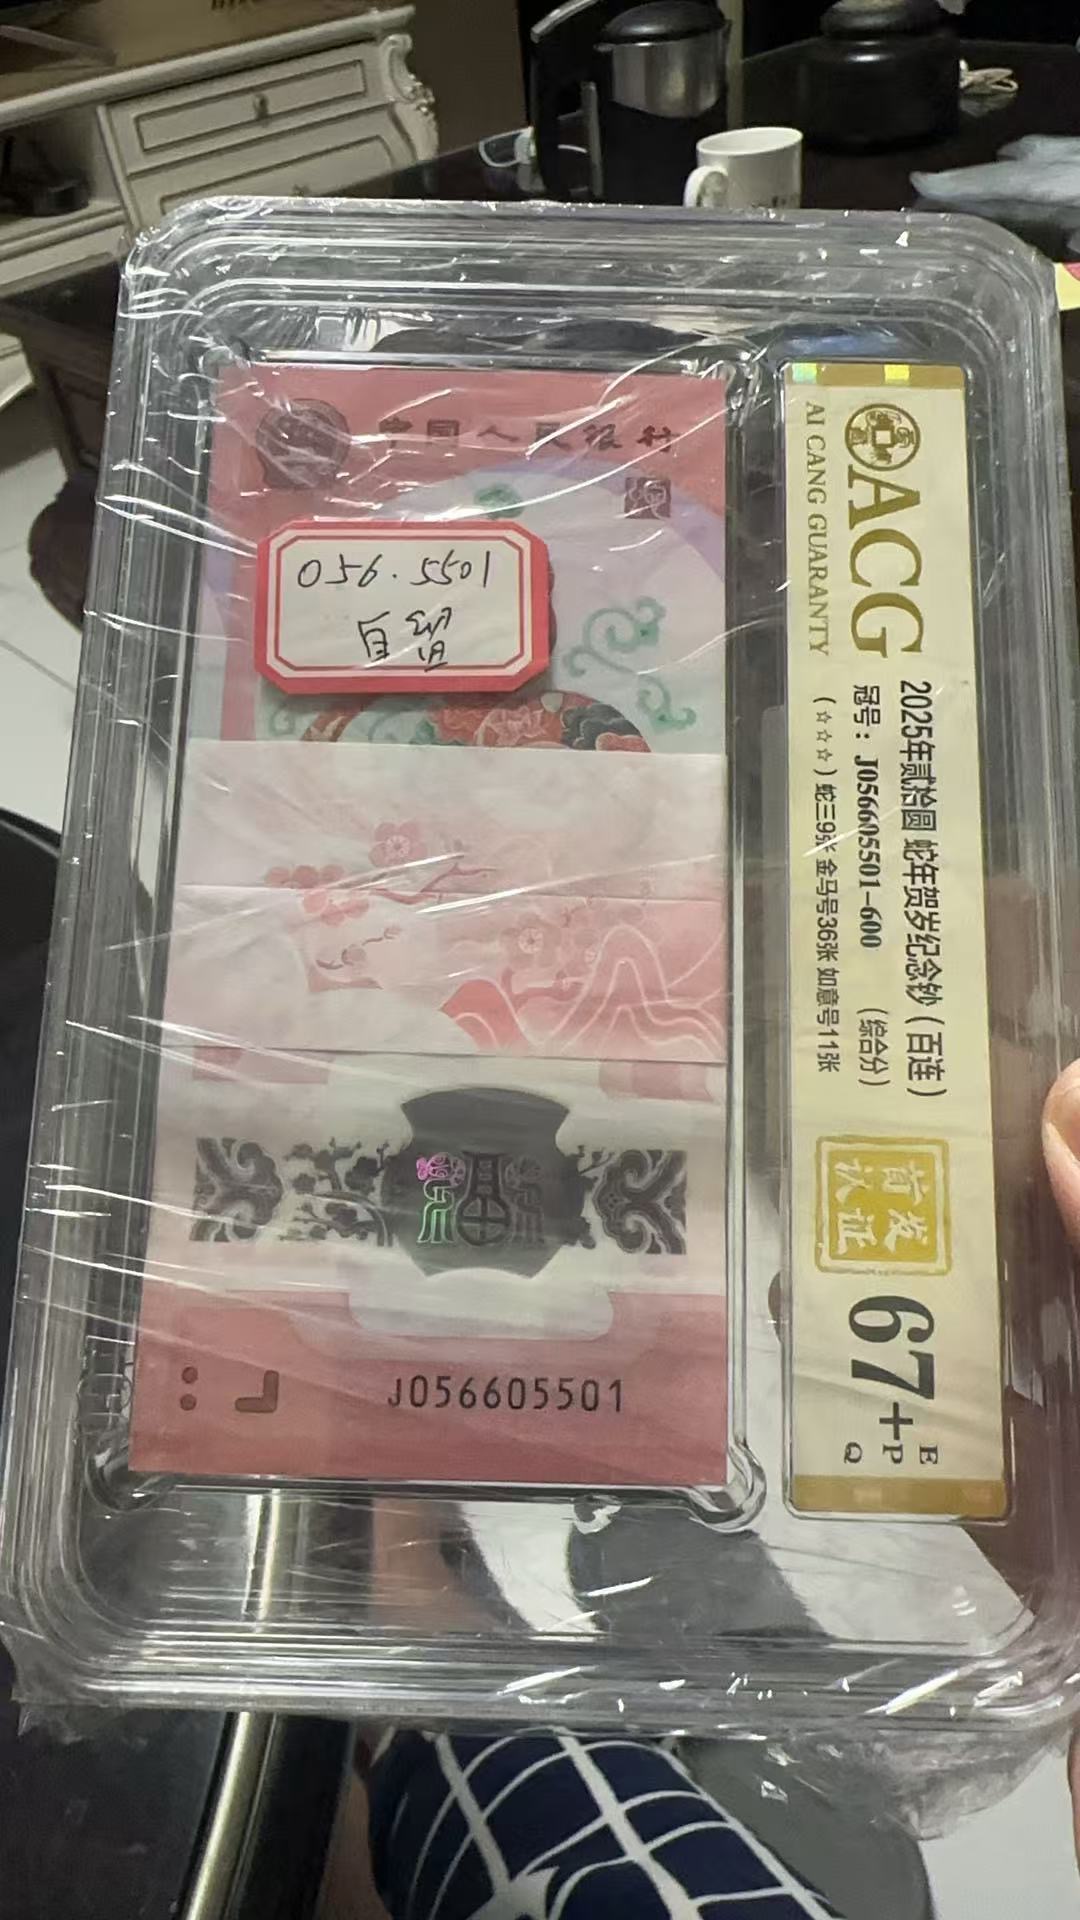 中国人民银行
056.5501
自留
J056605501
ACG
AI CANG GUARANTY
2025年贰拾圆 蛇年贺岁纪念钞（百连）
冠号：J056605501-600 （综合分）
（☆☆☆）蛇三9张 金马号36张 如意号11张
首发
认证
67+
E
P
Q